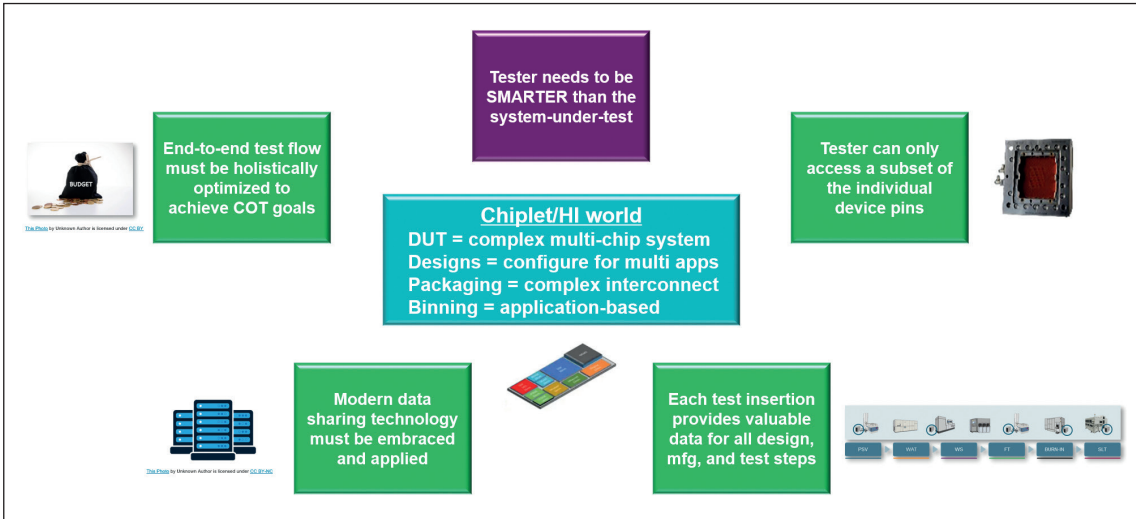 Tester needs to be
SMARTER than the
system-under-test
End-to-end test flow
must be holistically
optimized to
achieve COT goals
BUDGET
This Photo by Unknown Author is licensed under CC BY
Tester can only
access a subset of
the individual
device pins
Chiplet/HI world
DUT = complex multi-chip system
Designs = configure for multi apps
Packaging = complex interconnect
Binning = application-based
Modern data
sharing technology
must be embraced
and applied
This Photo by Unknown Author is licensed under CC BY-NC
Each test insertion
provides valuable
data for all design,
mfg, and test steps
PSV
WAT
WS
FT
BURN-IN
SLT